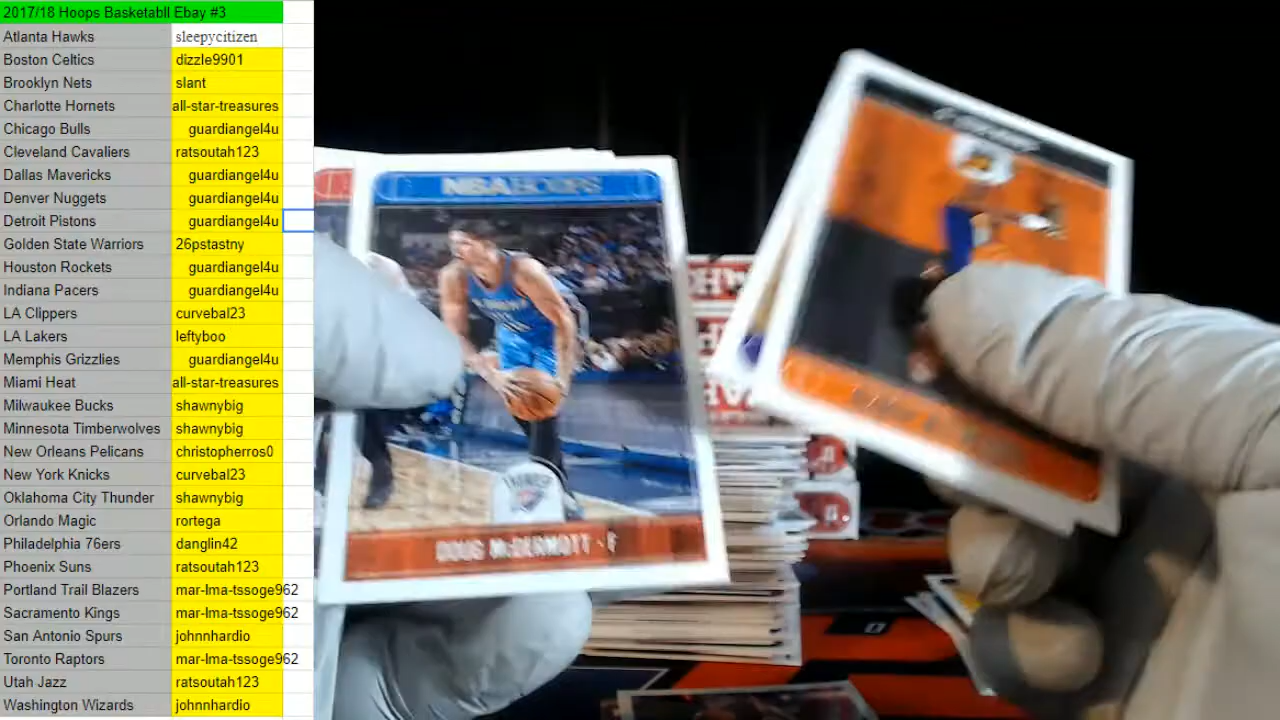 2017/18 Hoops Basketabll Ebay #3
Atlanta Hawks sleepycitizen
Boston Celtics dizzle9901
Brooklyn Nets slant
Charlotte Hornets all-star-treasures
Chicago Bulls guardiangel4u
Cleveland Cavaliers ratsoutah123
Dallas Mavericks guardiangel4u
Denver Nuggets guardiangel4u
Detroit Pistons guardiangel4u
Golden State Warriors 26pstastny
Houston Rockets guardiangel4u
Indiana Pacers guardiangel4u
LA Clippers curvebal23
LA Lakers leftyboo
Memphis Grizzlies guardiangel4u
Miami Heat all-star-treasures
Milwaukee Bucks shawnybig
Minnesota Timberwolves shawnybig
New Orleans Pelicans christopherros0
New York Knicks curvebal23
Oklahoma City Thunder shawnybig
Orlando Magic rortega
Philadelphia 76ers danglin42
Phoenix Suns ratsoutah123
Portland Trail Blazers mar-lma-tssoge962
Sacramento Kings mar-lma-tssoge962
San Antonio Spurs johnnhardio
Toronto Raptors mar-lma-tssoge962
Utah Jazz ratsoutah123
Washington Wizards johnnhardio
NBA HOOPS
DOUG McDERMOTT - F